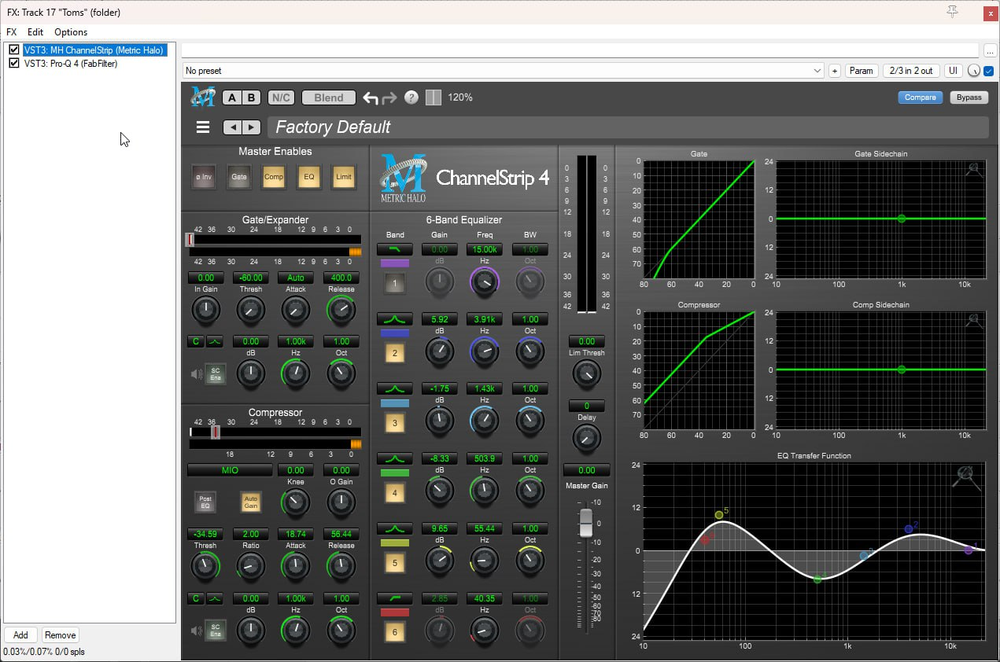 FX: Track 17 "Toms" (folder)
x
FX Edit Options
VST3: MH ChannelStrip (Metric Halo)
VST3: Pro-Q 4 (FabFilter)
...
No preset
+ Param 2/3 in 2 out UI
A B N/C Blend ? 120%
Compare Bypass
Factory Default
Master Enables
ø Inv Gate Comp EQ Limit
METRIC HALO
ChannelStrip 4
Gate/Expander
42 36 30 24 18 12 9 6 3 0
42 36 30 24 18 12 9 6 3 0
0.00 -60.00 Auto 400.0
In Gain Thresh Attack Release
C 0.00 1.00k 1.00
SC Ena
dB Hz Oct
Compressor
42 36 30 24 18 12 9 6 3 0
18 12 9 6 3 0
MIO 0.00 0.00
Knee O Gain
Post EQ
Auto Gain
-34.59 2.00 18.74 56.44
Thresh Ratio Attack Release
C 0.00 1.00k 1.00
SC Ena
dB Hz Oct
6-Band Equalizer
Band Gain Freq BW
0.00 15.00k 1.00
dB Hz Oct
1
5.92 3.91k 1.00
dB Hz Oct
2
-1.75 1.43k 1.00
dB Hz Oct
3
-8.33 503.9 1.00
dB Hz Oct
4
9.65 55.44 1.00
dB Hz Oct
5
2.85 40.35 1.00
dB Hz Oct
6
0 0
3 3
6 6
9 9
12 12
18 18
24 24
30 30
36 36
42 42
0.00
Lim Thresh
0
Delay
0.00
Master Gain
-10
-0
-10
-20
-30
-40
-50
-60
-70
-80
Gate
0
10
20
30
40
50
60
70
80 60 40 20 0
Gate Sidechain
24
12
0
12
24
10 100 1k 10k
Compressor
0
10
20
30
40
50
60
70
80 60 40 20 0
Comp Sidechain
24
12
0
12
24
10 100 1k 10k
EQ Transfer Function
24
12
0
12
24
10 100 1k 10k
5
2
Add Remove
0.03%/0.07% 0/0 spls